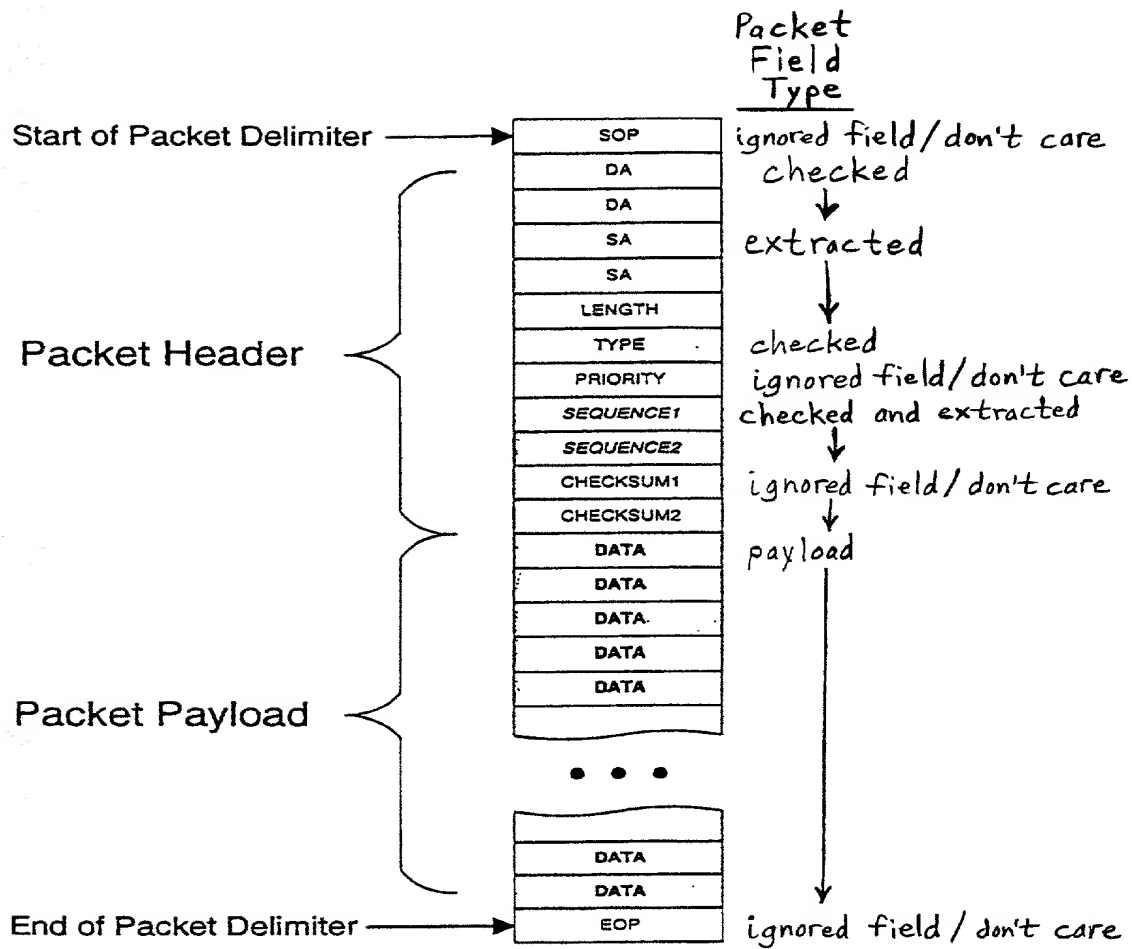 Packet
Field
Type
Start of Packet Delimiter
SOP
ignored field/don't care
DA
checked
DA
SA
extracted
SA
LENGTH
Packet Header
TYPE
checked
PRIORITY
ignored field/don't care
SEQUENCE1
checked and extracted
SEQUENCE2
CHECKSUM1
ignored field/don't care
CHECKSUM2
DATA
payload
DATA
DATA
DATA
DATA
Packet Payload
DATA
DATA
End of Packet Delimiter
EOP
ignored field/don't care